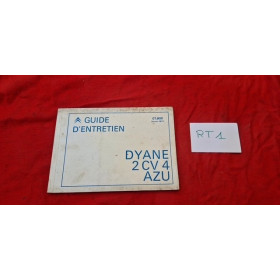 GUIDE
D'ENTRETIEN
DYANE
2 CV 4
AZU
RT 1